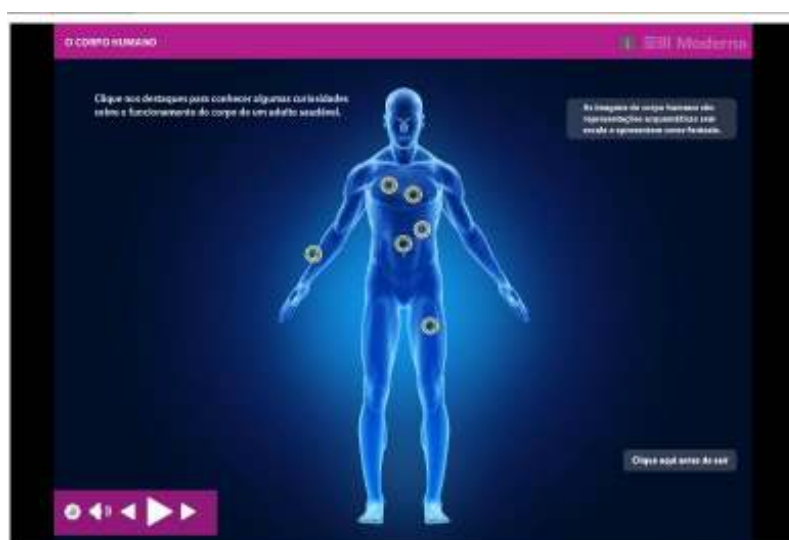 O CORPO HUMANO
Moderna
Clique nos destaques para conhecer algumas curiosidades
sobre o funcionamento do corpo de um adulto saudável.
As imagens do corpo humano são
representações esquemáticas sem
escala e apresentam cores fantasia.
Clique aqui antes de sair